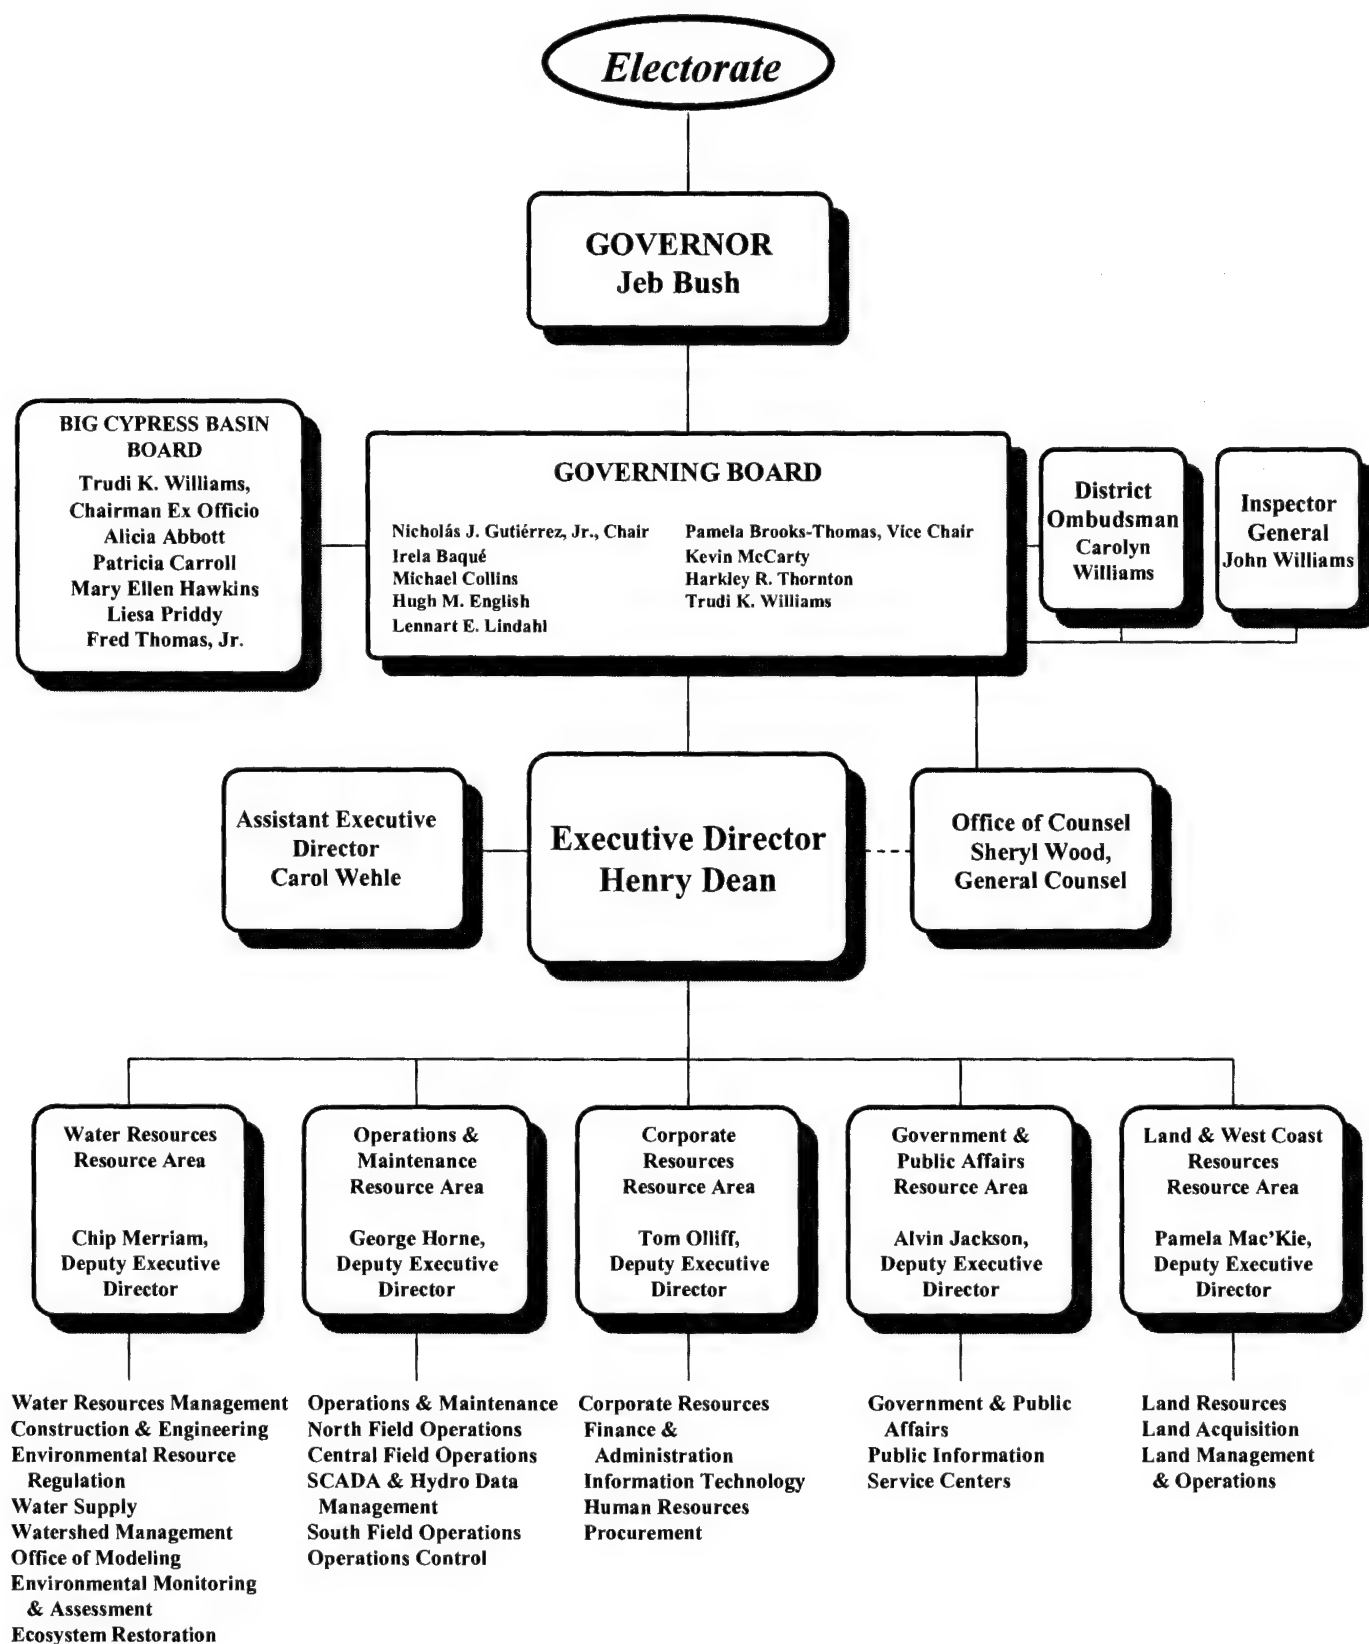 Electorate
GOVERNOR
Jeb Bush
BIG CYPRESS BASIN
BOARD
Trudi K. Williams,
Chairman Ex Officio
Alicia Abbott
Patricia Carroll
Mary Ellen Hawkins
Liesa Priddy
Fred Thomas, Jr.
GOVERNING BOARD
Nicholás J. Gutiérrez, Jr., Chair
Irela Baqué
Michael Collins
Hugh M. English
Lennart E. Lindahl
Pamela Brooks-Thomas, Vice Chair
Kevin McCarty
Harkley R. Thornton
Trudi K. Williams
District
Ombudsman
Carolyn
Williams
Inspector
General
John Williams
Assistant Executive
Director
Carol Wehle
Executive Director
Henry Dean
Office of Counsel
Sheryl Wood,
General Counsel
Water Resources
Resource Area
Chip Merriam,
Deputy Executive
Director
Operations &
Maintenance
Resource Area
George Horne,
Deputy Executive
Director
Corporate
Resources
Resource Area
Tom Olliff,
Deputy Executive
Director
Government &
Public Affairs
Resource Area
Alvin Jackson,
Deputy Executive
Director
Land & West Coast
Resources
Resource Area
Pamela Mac'Kie,
Deputy Executive
Director
Water Resources Management
Construction & Engineering
Environmental Resource
Regulation
Water Supply
Watershed Management
Office of Modeling
Environmental Monitoring
& Assessment
Ecosystem Restoration
Operations & Maintenance
North Field Operations
Central Field Operations
SCADA & Hydro Data
Management
South Field Operations
Operations Control
Corporate Resources
Finance &
Administration
Information Technology
Human Resources
Procurement
Government & Public
Affairs
Public Information
Service Centers
Land Resources
Land Acquisition
Land Management
& Operations